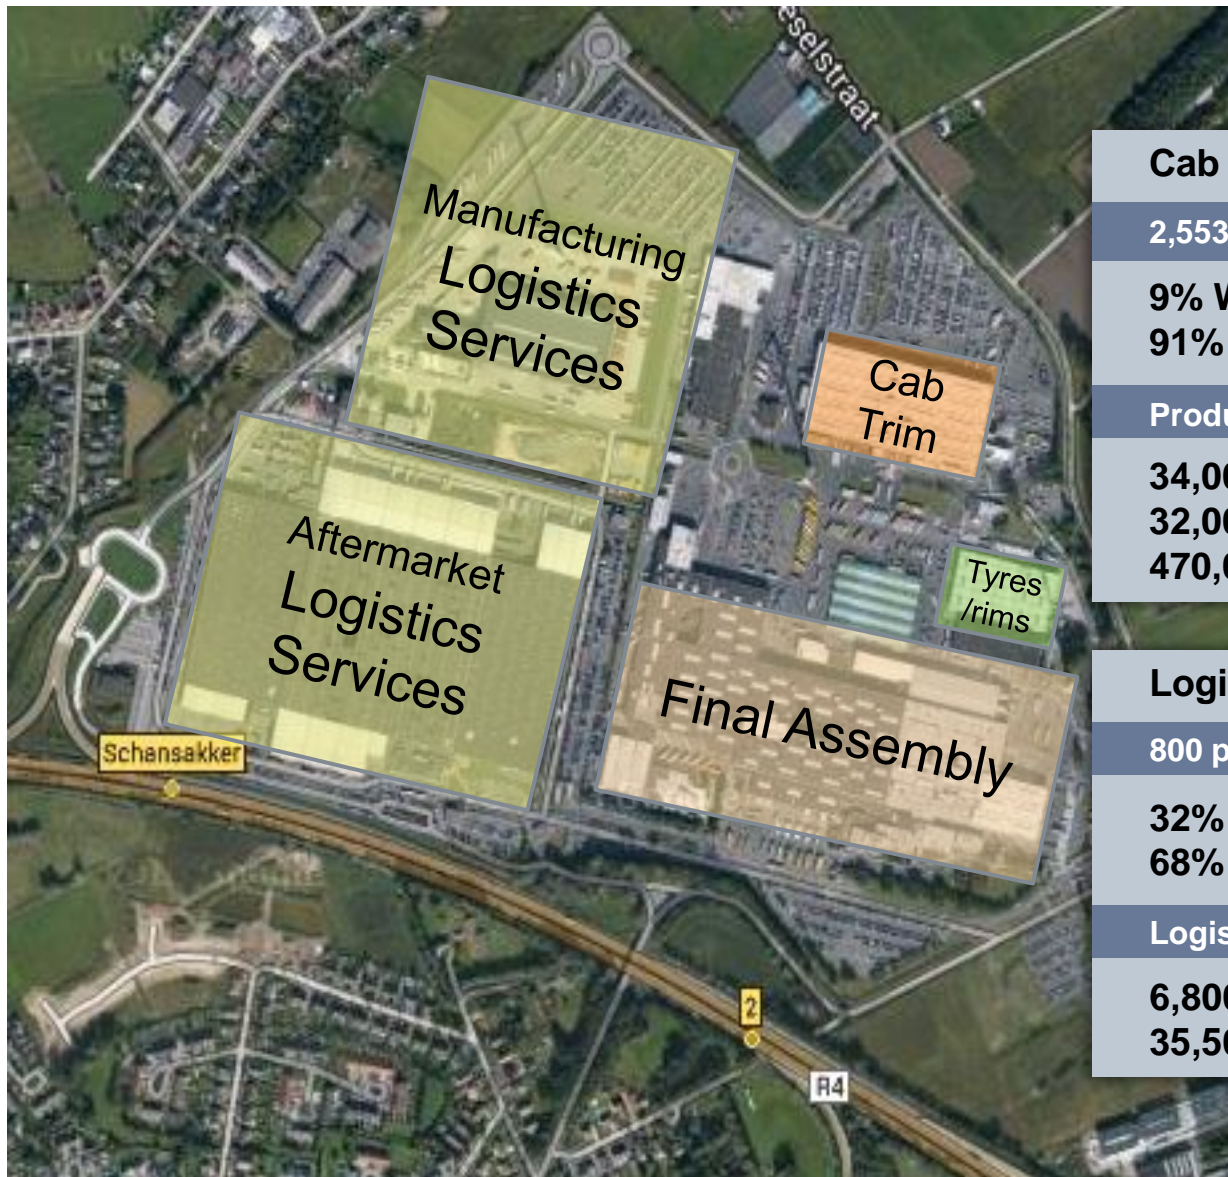 eselstraat
Manufacturing
Logistics
Services
Cab
Trim
Aftermarket
Logistics
Services
Tyres
/rims
Final Assembly
Schansakker
2
R4
Cab
2,553
9%
91%
Produ
34,00
32,00
470,0
Logi
800 p
32%
68%
Logis
6,800
35,50